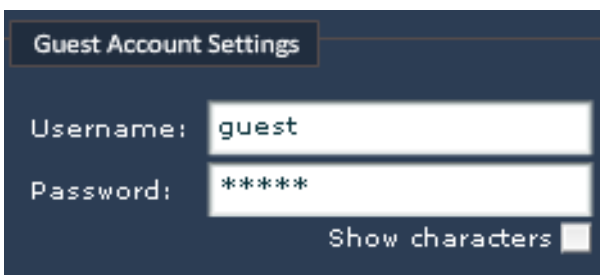 Guest Account Settings
Username: guest
Password: *****
Show characters